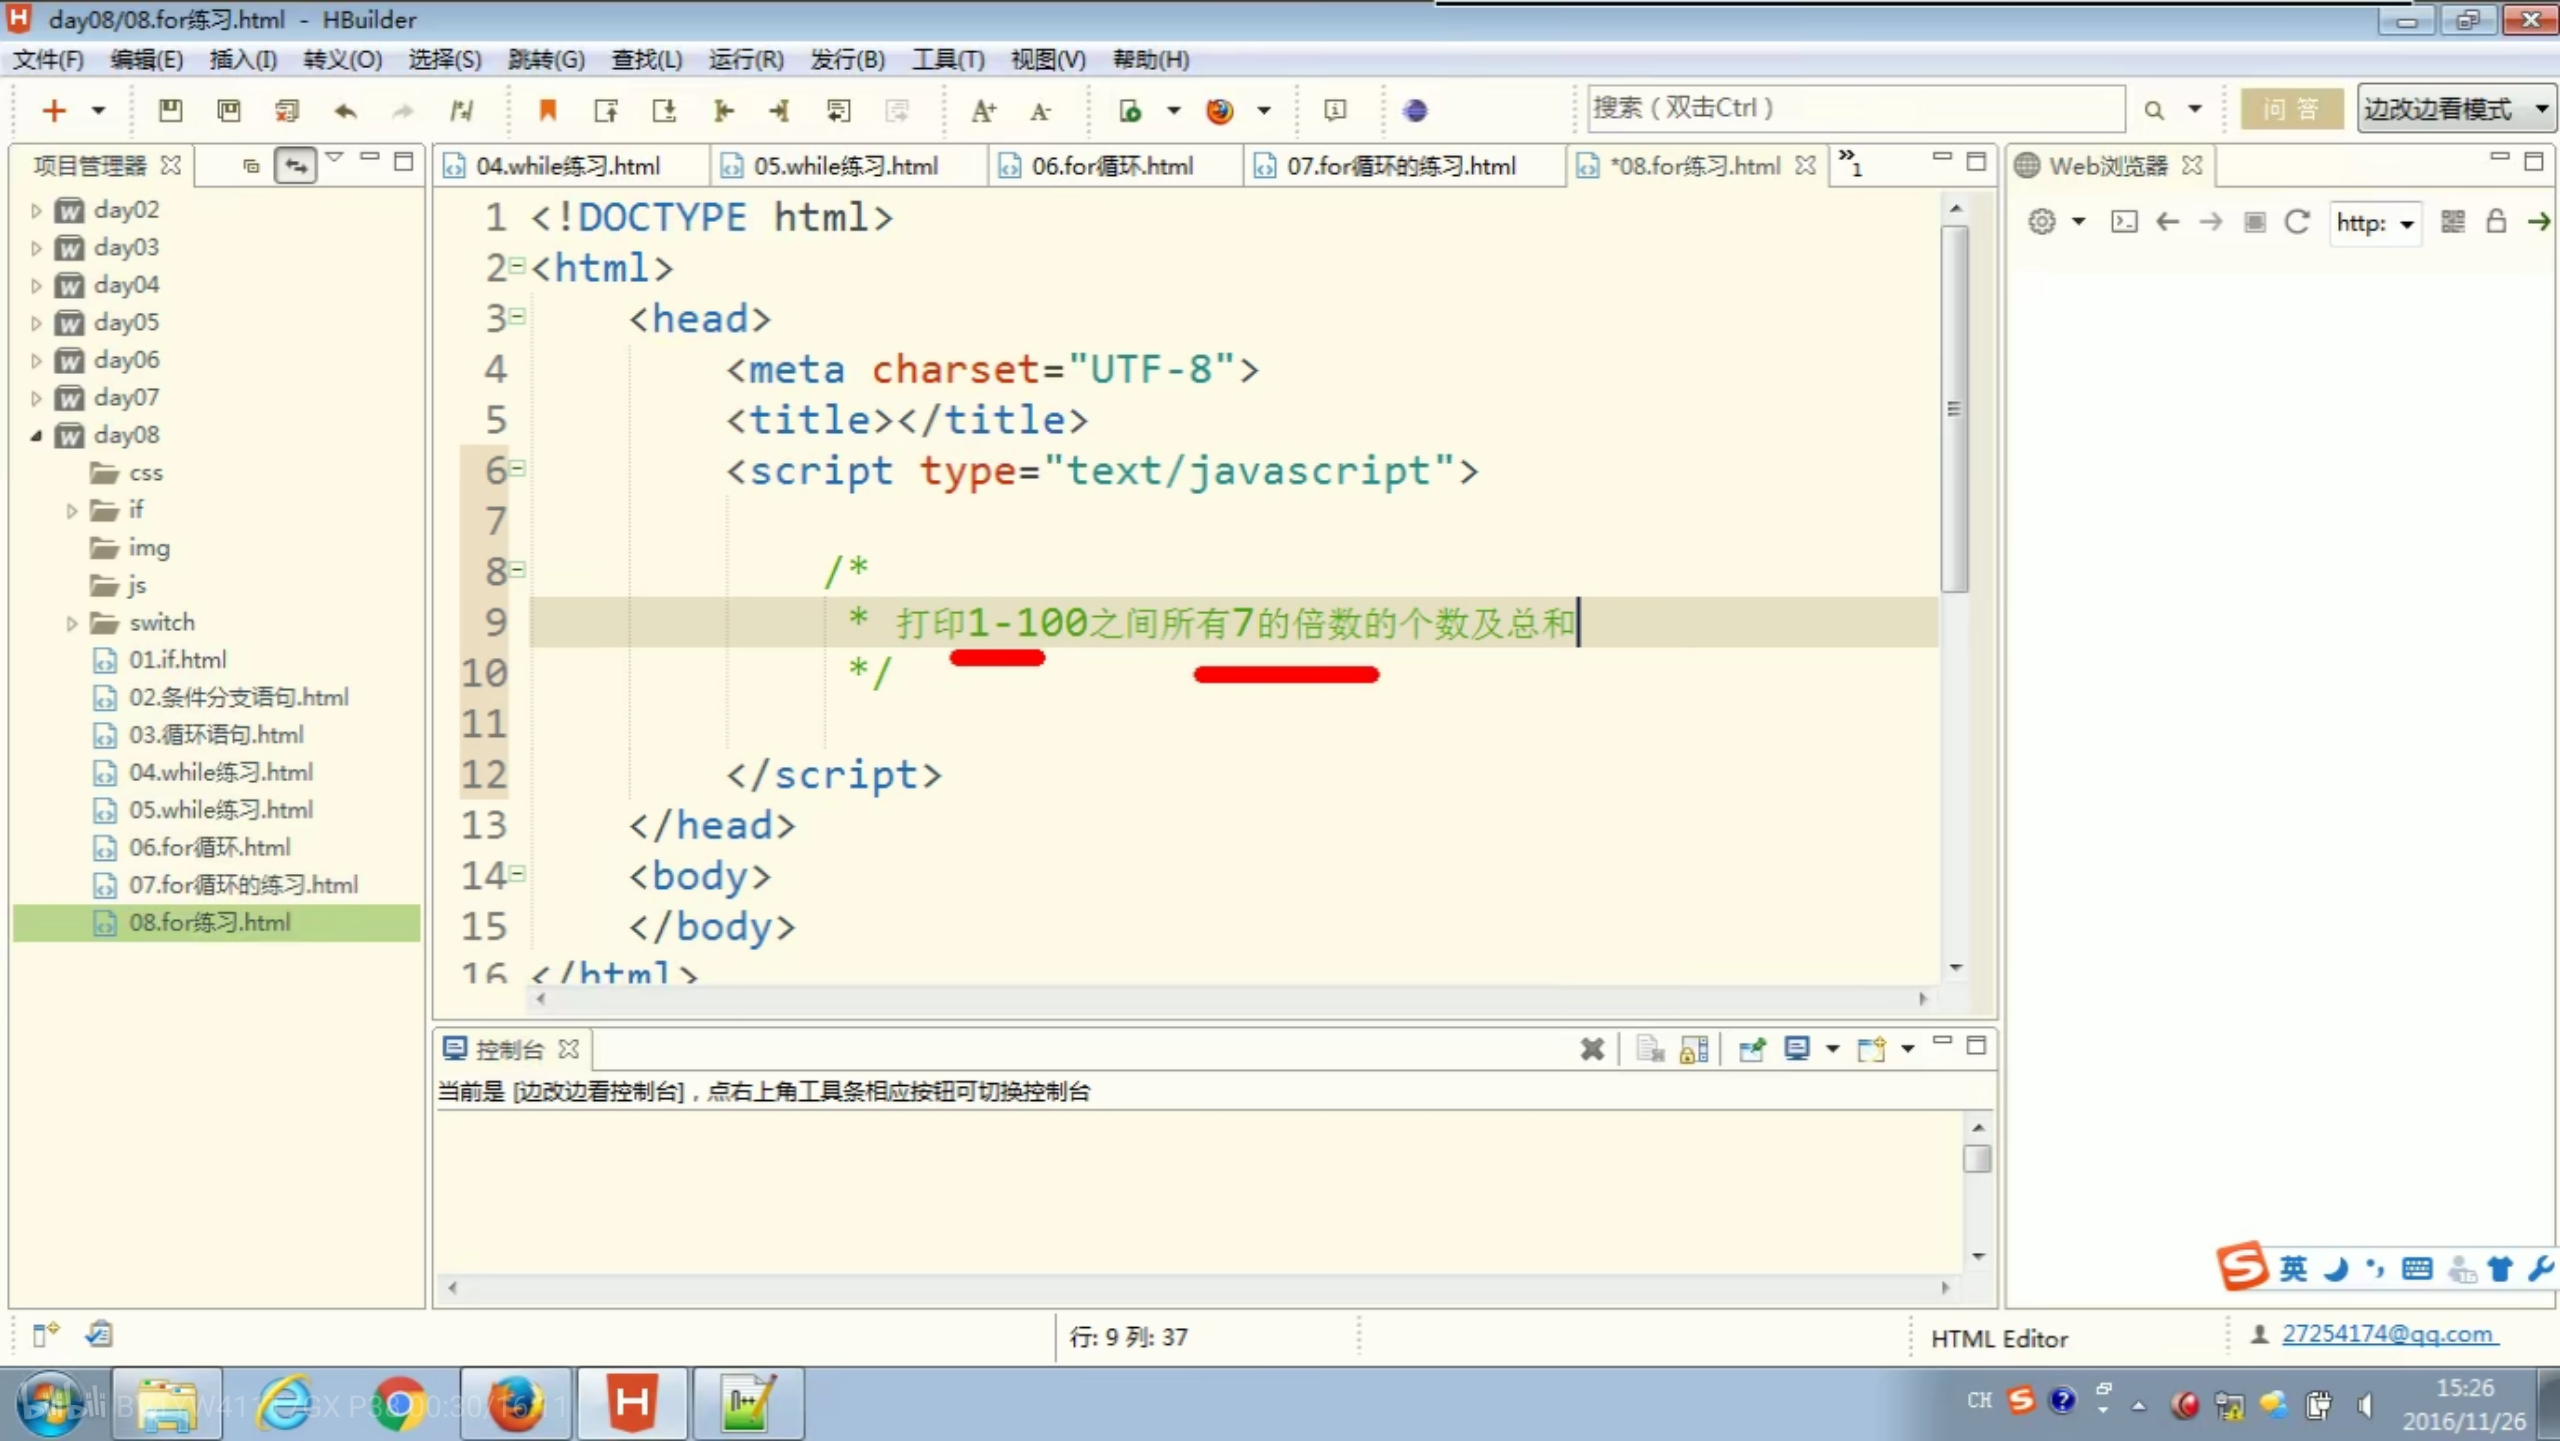 day08/08.for练习.html - HBuilder
文件(F) 编辑(E) 插入(I) 转义(O) 选择(S) 跳转(G) 查找(L) 运行(R) 发行(B) 工具(T) 视图(V) 帮助(H)
A+ A- 搜索（双击Ctrl） 问答 边改边看模式
项目管理器
04.while练习.html 05.while练习.html 06.for循环.html 07.for循环的练习.html *08.for练习.html »1
Web浏览器
http:
day02
day03
day04
day05
day06
day07
day08
css
if
img
js
switch
01.if.html
02.条件分支语句.html
03.循环语句.html
04.while练习.html
05.while练习.html
06.for循环.html
07.for循环的练习.html
08.for练习.html
1 <!DOCTYPE html>
2 <html>
3 <head>
4 <meta charset="UTF-8">
5 <title></title>
6 <script type="text/javascript">
7
8 /*
9 * 打印1-100之间所有7的倍数的个数及总和
10 */
11
12 </script>
13 </head>
14 <body>
15 </body>
16 </html>
控制台
当前是 [边改边看控制台]，点右上角工具条相应按钮可切换控制台
英
行: 9 列: 37
HTML Editor
27254174@qq.com
bilibili
P38 00:30/16:11
CH
15:26
2016/11/26